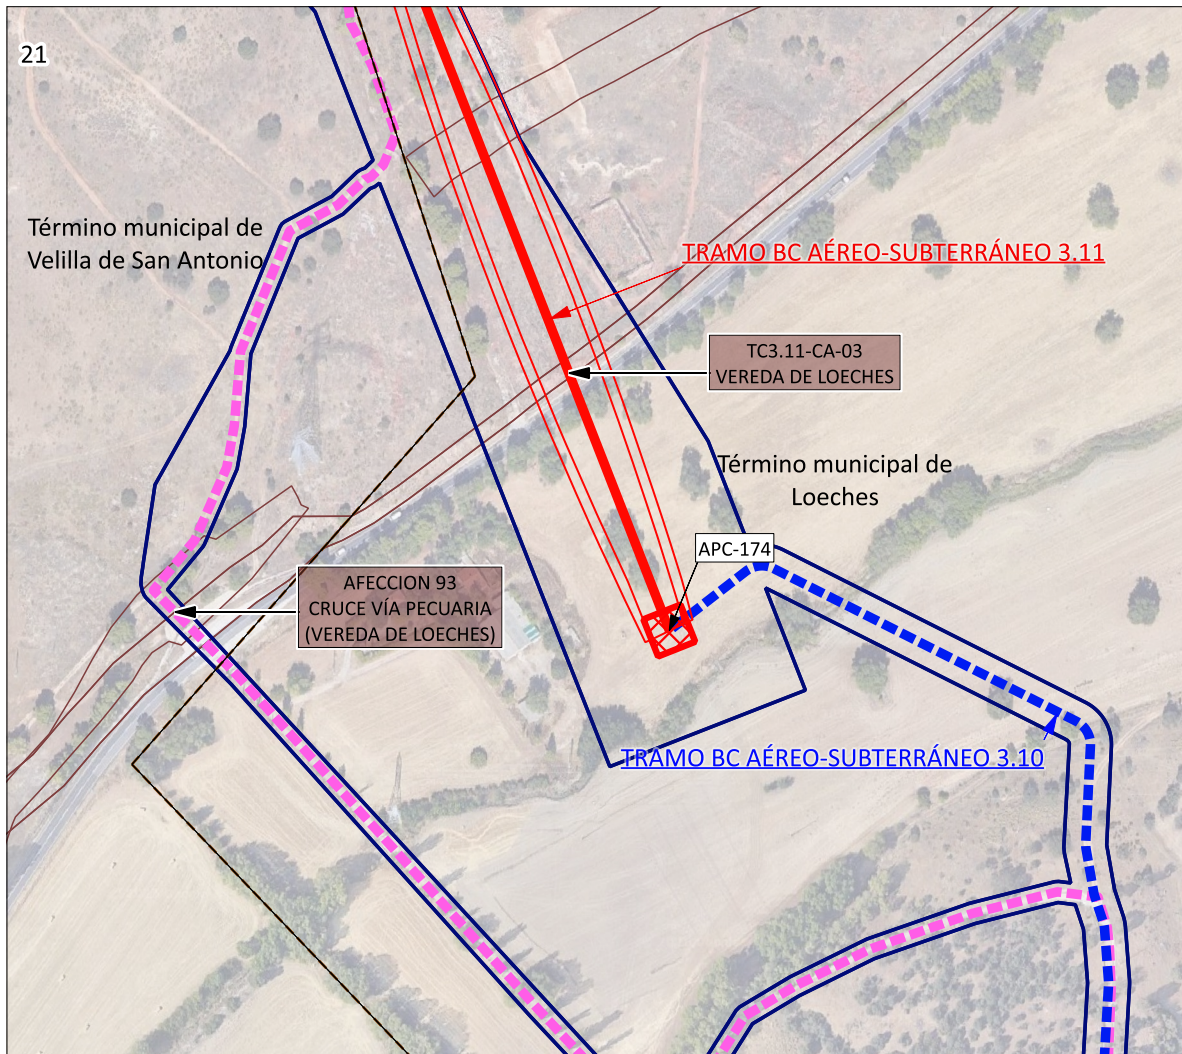 21
Término municipal de
Velilla de San Antonio
TRAMO BC AÉREO-SUBTERRÁNEO 3.11
TC3.11-CA-03
VEREDA DE LOECHES
Término municipal de
Loeches
APC-174
AFECCION 93
CRUCE VÍA PECUARIA
(VEREDA DE LOECHES)
TRAMO BC AÉREO-SUBTERRÁNEO 3.10